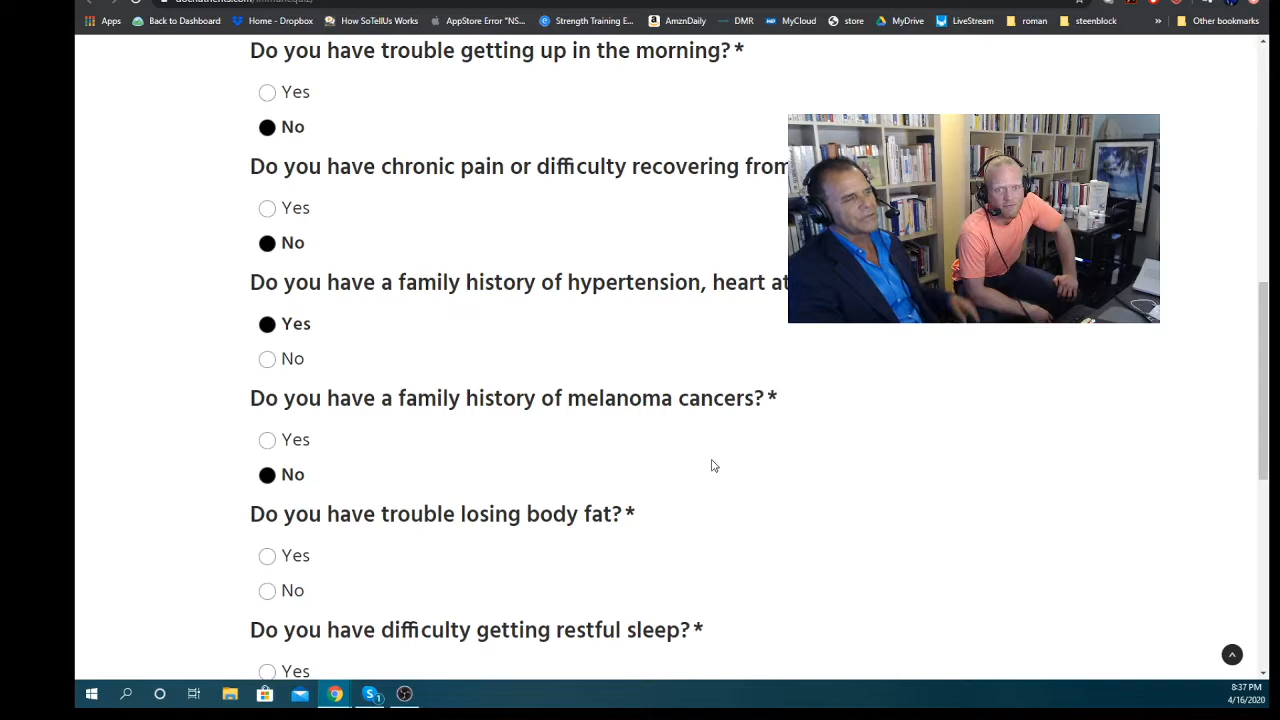 Apps
Back to Dashboard
Home - Dropbox
How SoTellUs Works
AppStore Error "NS...
Strength Training E...
AmznDaily
DMR
MyCloud
store
MyDrive
LiveStream
roman
steenblock
»
Other bookmarks
Do you have trouble getting up in the morning?*
Yes
No
Do you have chronic pain or difficulty recovering from
Yes
No
Do you have a family history of hypertension, heart at
Yes
No
Do you have a family history of melanoma cancers?*
Yes
No
Do you have trouble losing body fat?*
Yes
No
Do you have difficulty getting restful sleep?*
Yes
1
8:37 PM
4/16/2020